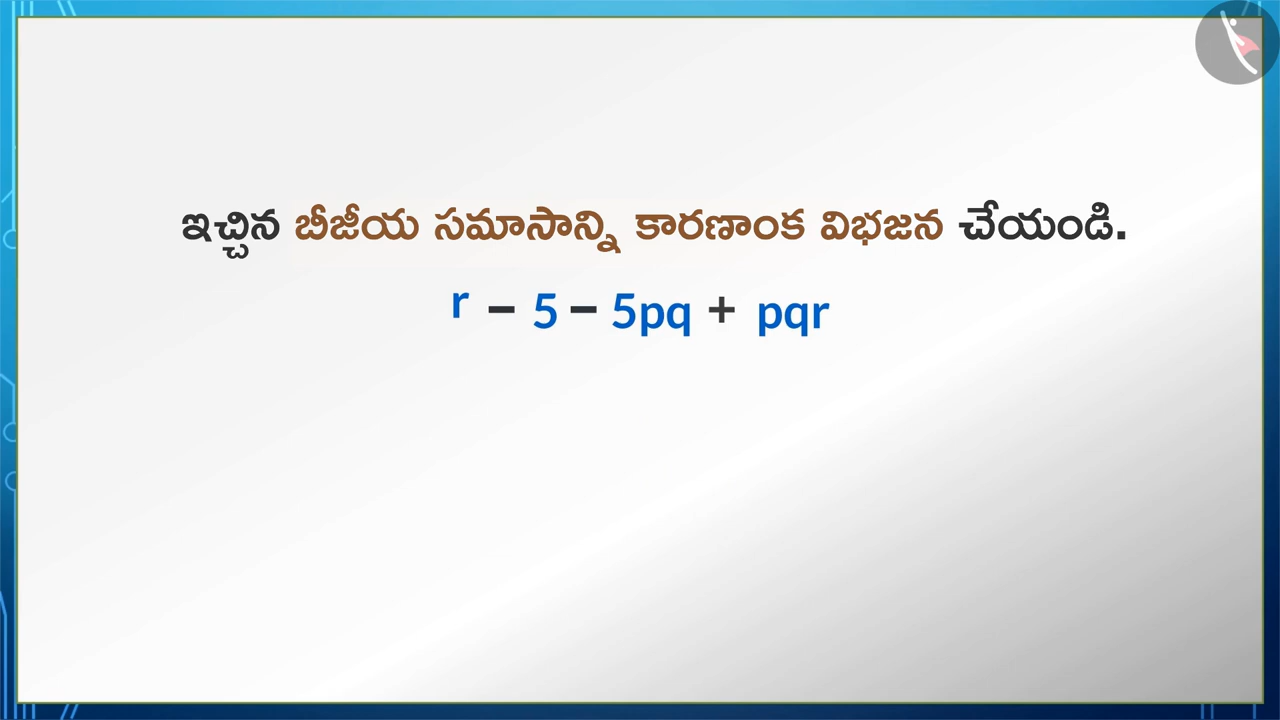 ఇచ్చిన బీజీయ సమాసాన్ని కారణాంక విభజన చేయండి.
r – 5 – 5pq + pqr